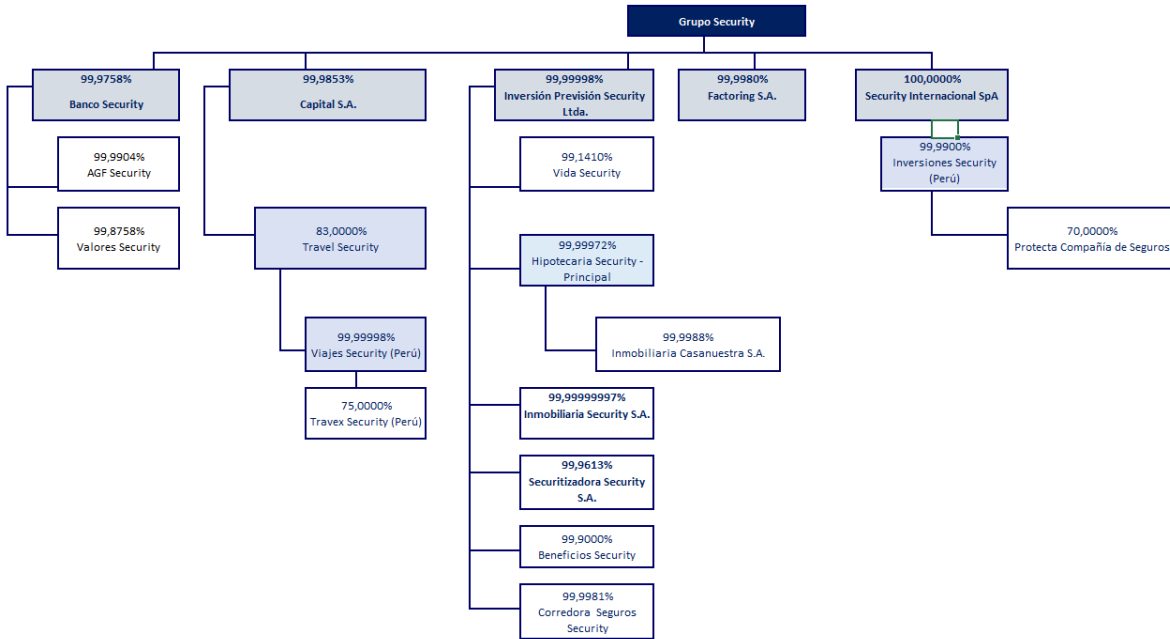 Grupo Security
99,9758%
Banco Security
99,9904%
AGF Security
99,8758%
Valores Security
99,9853%
Capital S.A.
83,0000%
Travel Security
99,99998%
Viajes Security (Perú)
75,0000%
Travex Security (Perú)
99,99998%
Inversión Previsión Security
Ltda.
99,1410%
Vida Security
99,99972%
Hipotecaria Security -
Principal
99,9988%
Inmobiliaria Casanuestra S.A.
99,99999997%
Inmobiliaria Security S.A.
99,9613%
Securitizadora Security
S.A.
99,9000%
Beneficios Security
99,9981%
Corredora Seguros
Security
99,9980%
Factoring S.A.
100,0000%
Security Internacional SpA
99,9900%
Inversiones Security
(Perú)
70,0000%
Protecta Compañía de Seguros